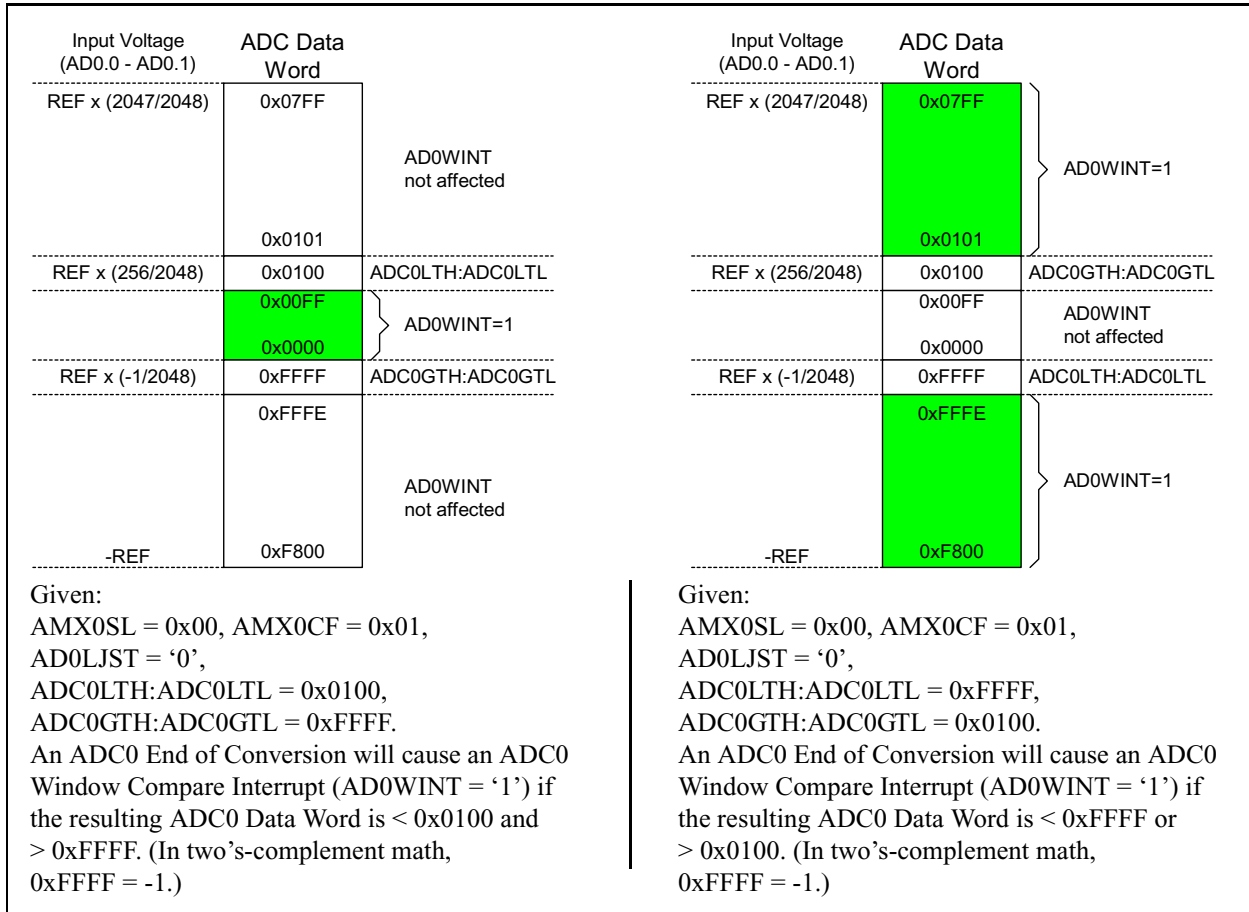 Input Voltage
(AD0.0 - AD0.1)
ADC Data
Word
REF x (2047/2048)
0x07FF
AD0WINT
not affected
0x0101
REF x (256/2048)
0x0100
ADC0LTH:ADC0LTL
0x00FF
AD0WINT=1
0x0000
REF x (-1/2048)
0xFFFF
ADC0GTH:ADC0GTL
0xFFFE
AD0WINT
not affected
-REF
0xF800
Given:
AMX0SL = 0x00, AMX0CF = 0x01,
AD0LJST = ‘0’,
ADC0LTH:ADC0LTL = 0x0100,
ADC0GTH:ADC0GTL = 0xFFFF.
An ADC0 End of Conversion will cause an ADC0
Window Compare Interrupt (AD0WINT = ‘1’) if
the resulting ADC0 Data Word is < 0x0100 and
> 0xFFFF. (In two’s-complement math,
0xFFFF = -1.)
Input Voltage
(AD0.0 - AD0.1)
ADC Data
Word
REF x (2047/2048)
0x07FF
AD0WINT=1
0x0101
REF x (256/2048)
0x0100
ADC0GTH:ADC0GTL
0x00FF
AD0WINT
not affected
0x0000
REF x (-1/2048)
0xFFFF
ADC0LTH:ADC0LTL
0xFFFE
AD0WINT=1
-REF
0xF800
Given:
AMX0SL = 0x00, AMX0CF = 0x01,
AD0LJST = ‘0’,
ADC0LTH:ADC0LTL = 0xFFFF,
ADC0GTH:ADC0GTL = 0x0100.
An ADC0 End of Conversion will cause an ADC0
Window Compare Interrupt (AD0WINT = ‘1’) if
the resulting ADC0 Data Word is < 0xFFFF or
> 0x0100. (In two’s-complement math,
0xFFFF = -1.)